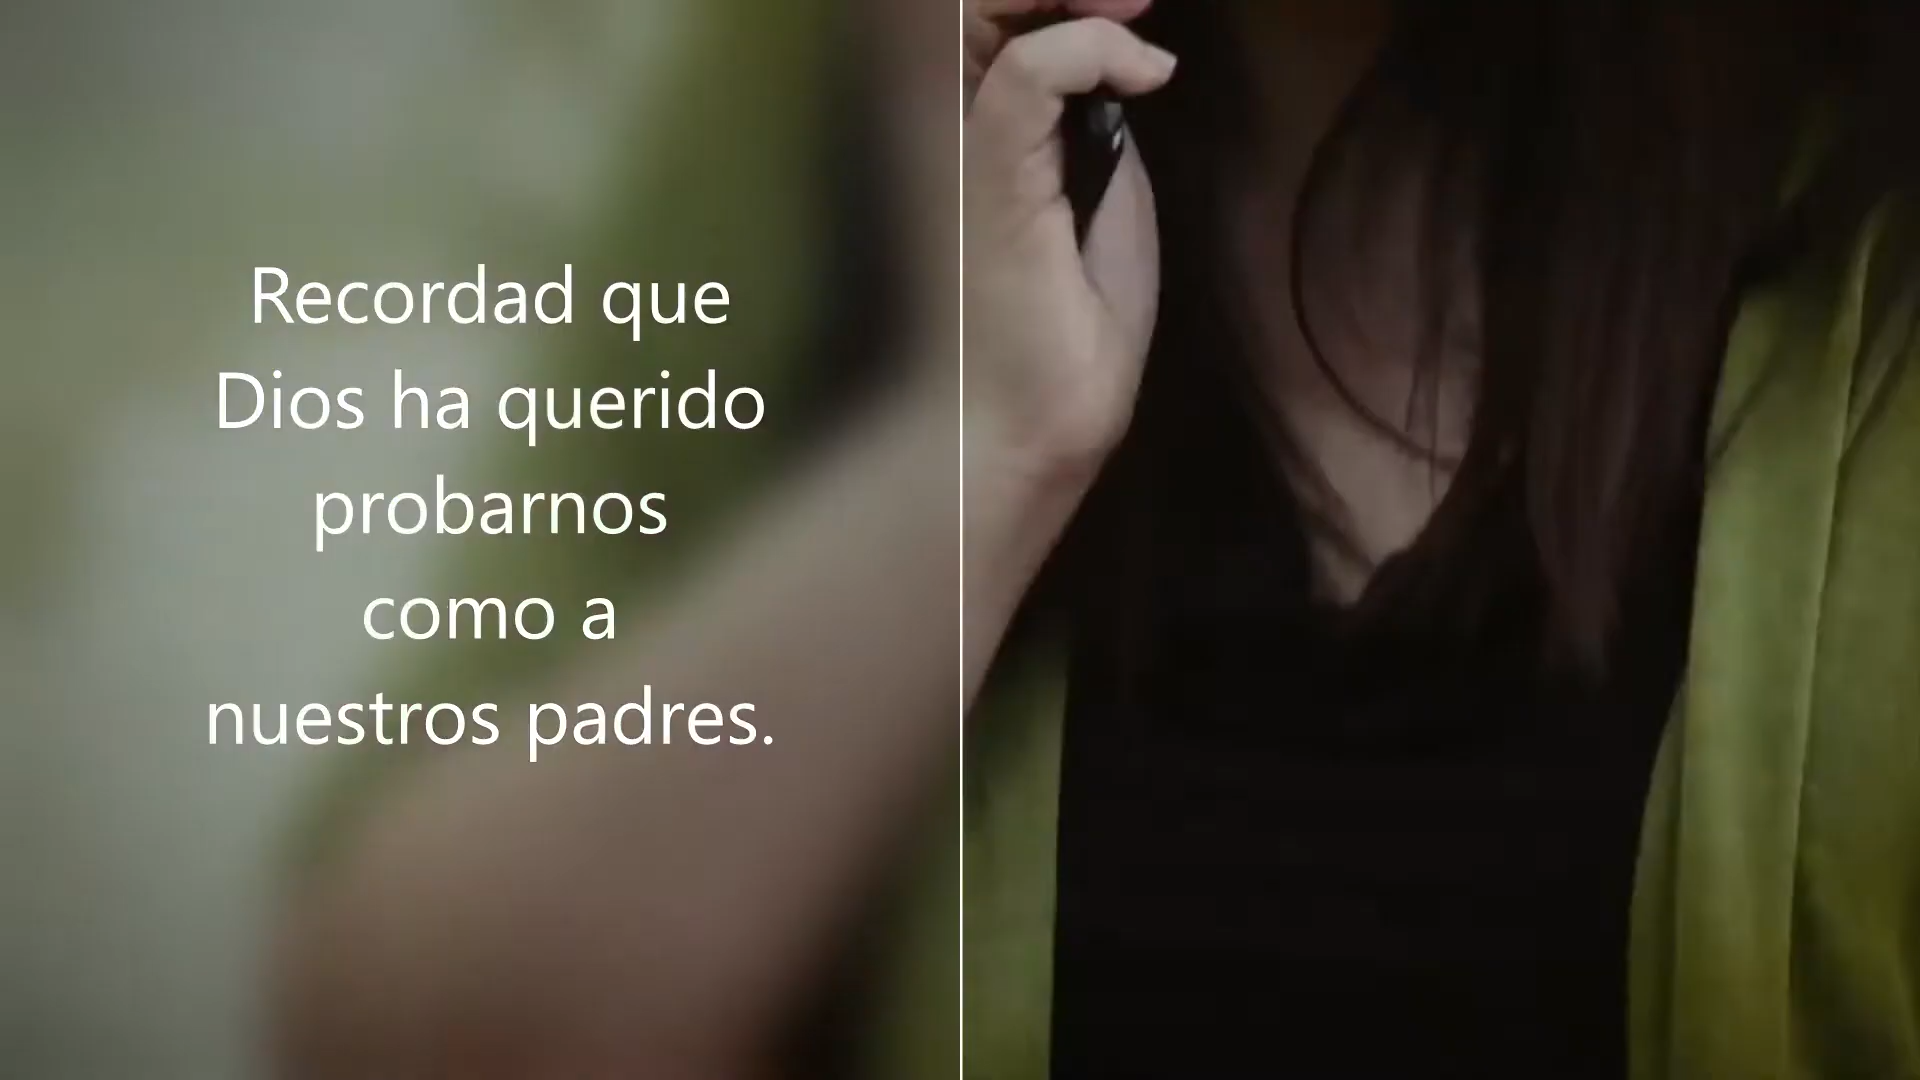 Recordad que
Dios ha querido
probarnos
como a
nuestros padres.